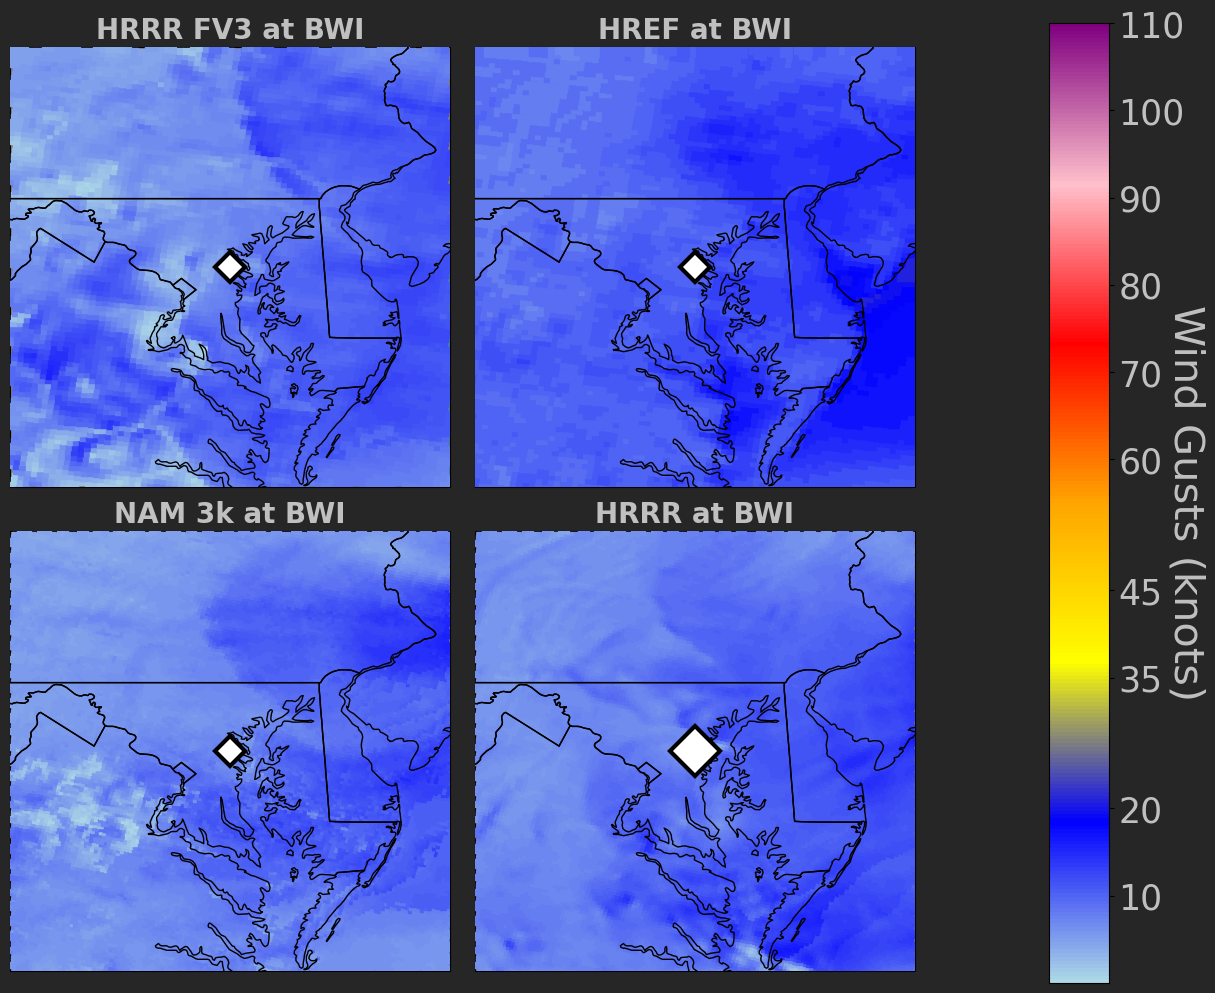 HRRR FV3 at BWI
HREF at BWI
NAM 3k at BWI
HRRR at BWI
110
100
90
80
70
60
45
35
20
10
Wind Gusts (knots)